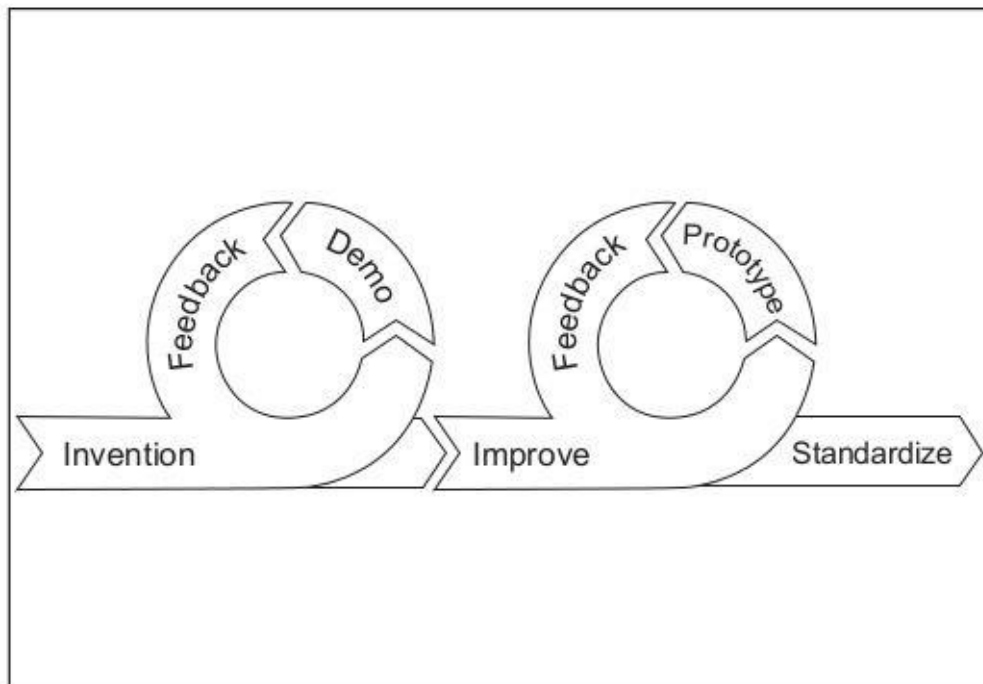 Feedback
Demo
Feedback
Prototype
Invention
Improve
Standardize